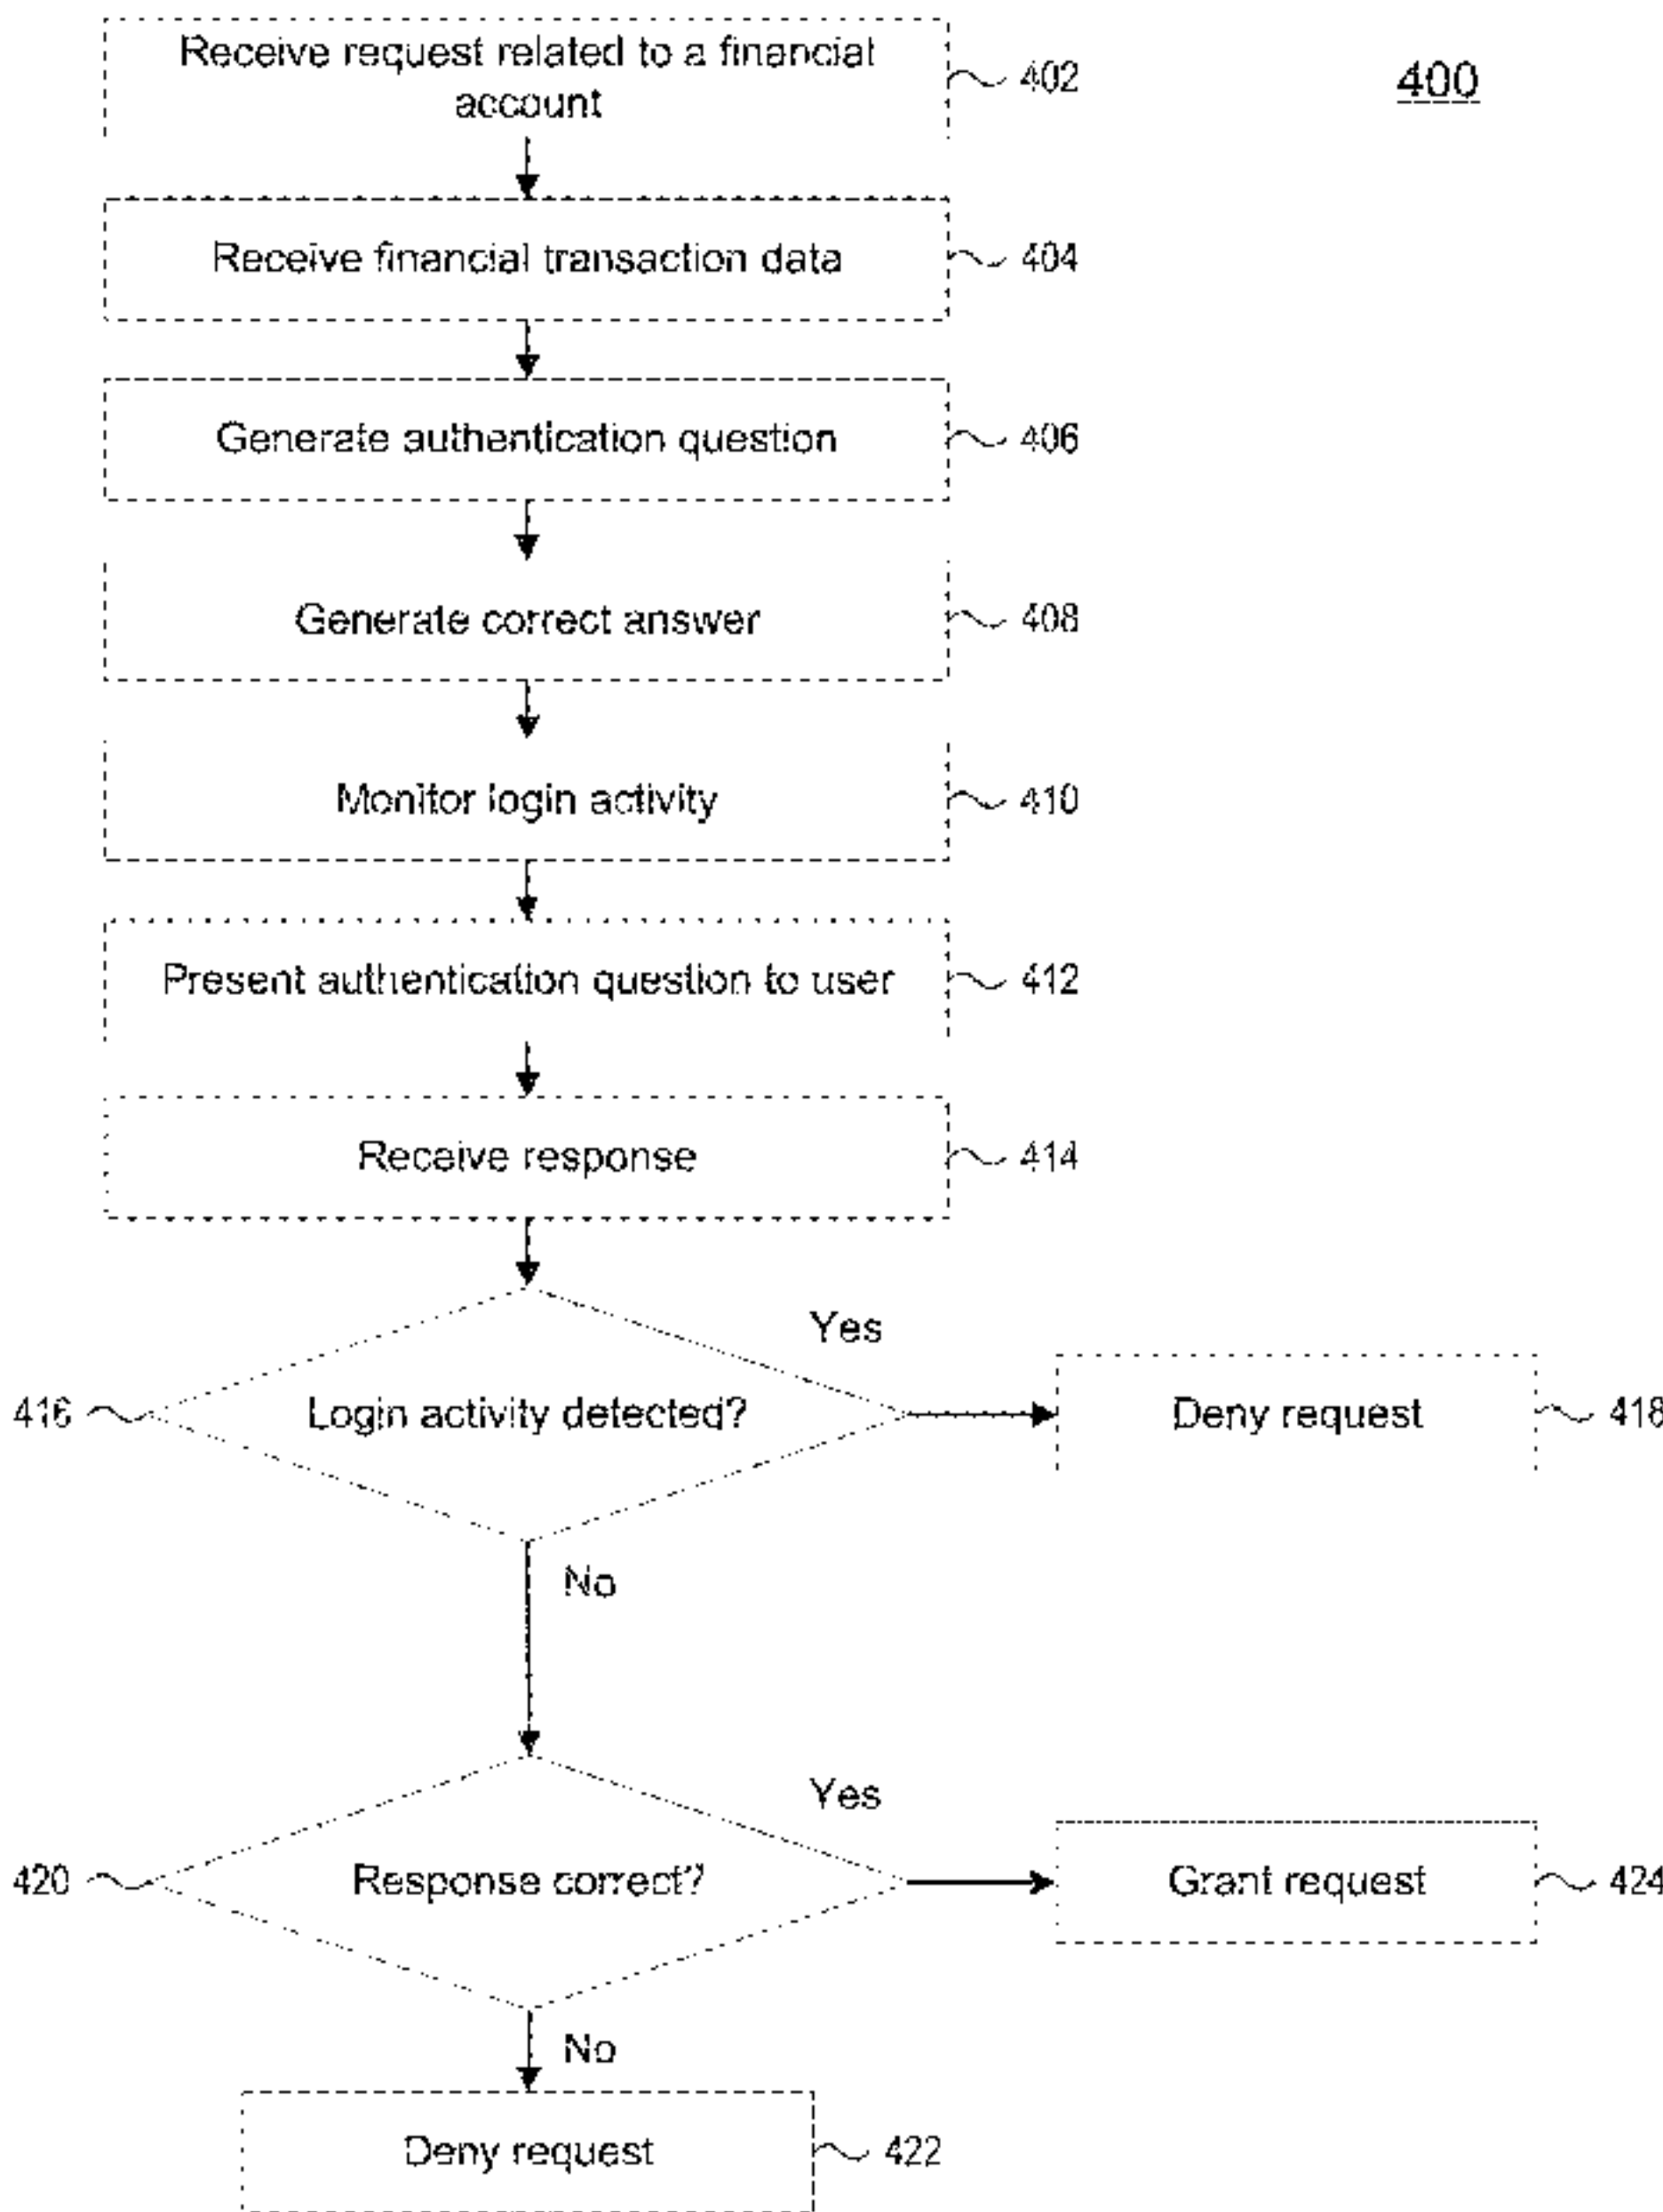 Receive request related to a financial
account
402
400
Receive financial transaction data
404
Generate authentication question
406
Generate correct answer
408
Monitor login activity
410
Present authentication question to user
412
Receive response
414
Yes
416
Login activity detected?
Deny request
418
No
Yes
420
Response correct?
Grant request
424
No
Deny request
422